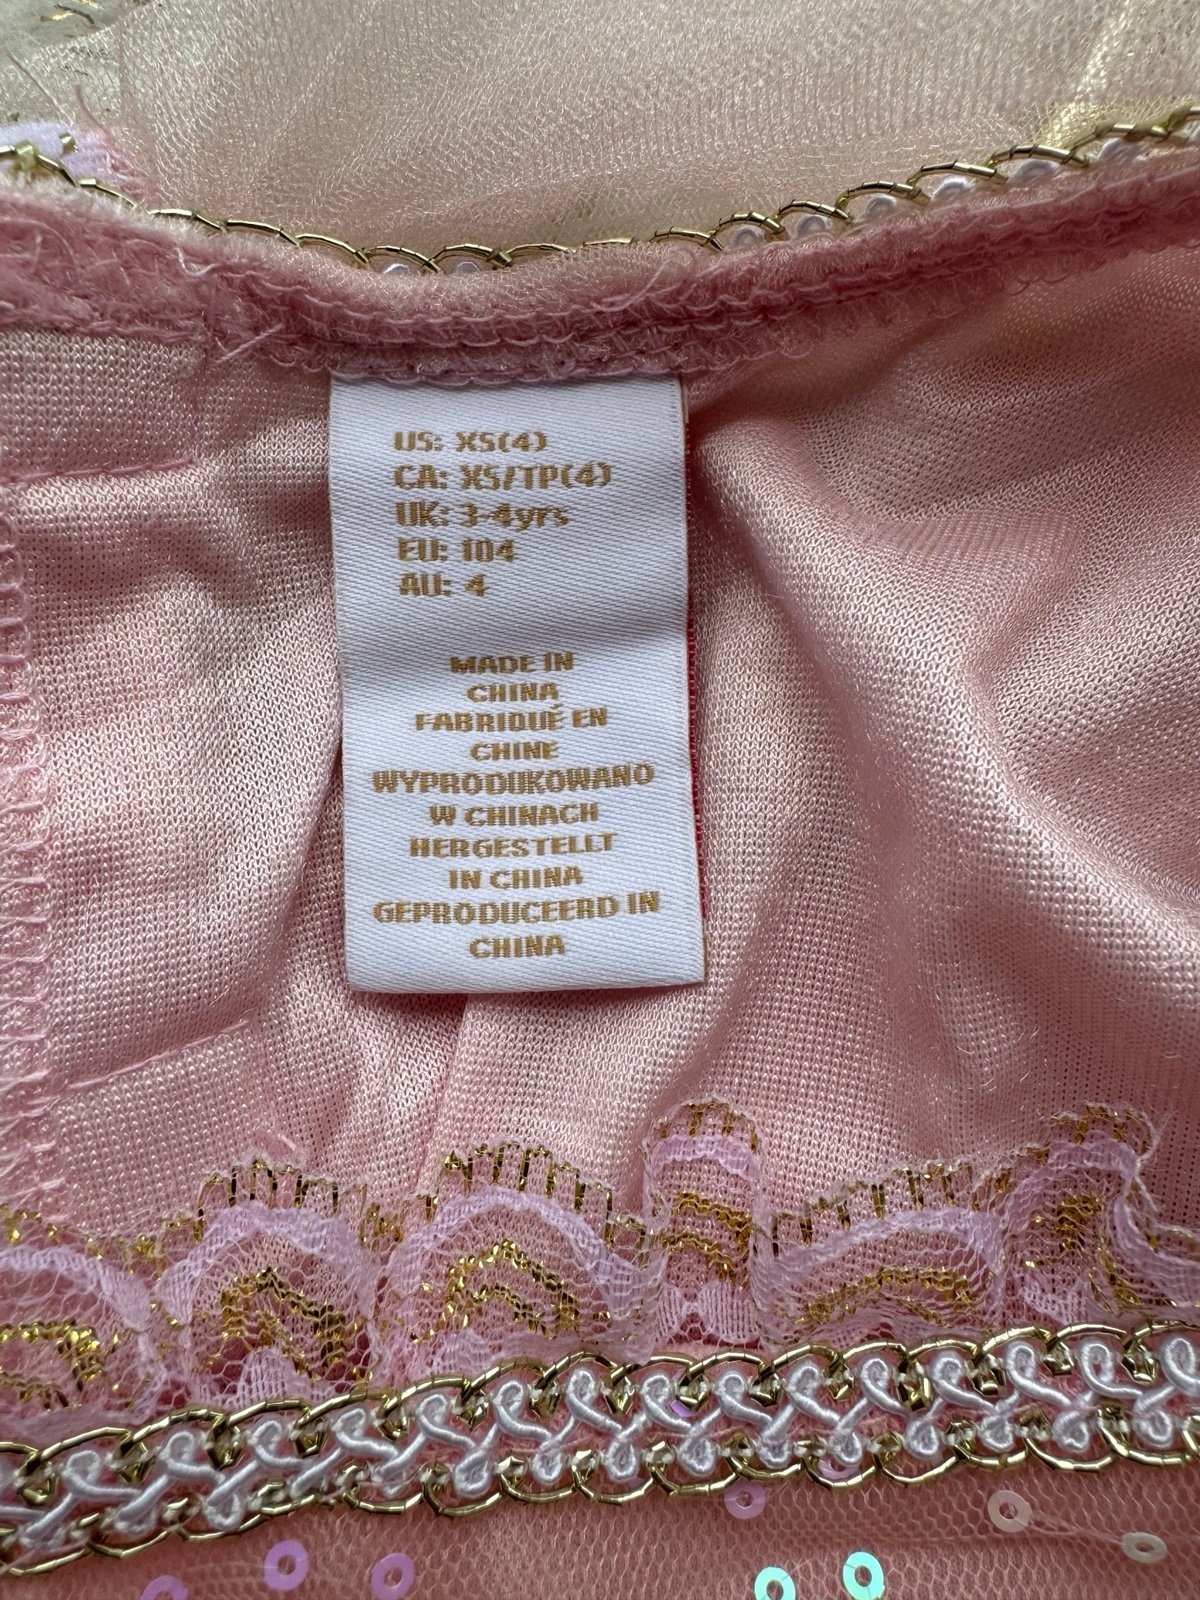 US: XS(4)
CA: XS/TP(4)
UK: 3-4yrs
EU: 104
AU: 4
MADE IN
CHINA
FABRIQUÉ EN
CHINE
WYPRODUKOWANO
W CHINACH
HERGESTELLT
IN CHINA
GEPRODUCEERD IN
CHINA